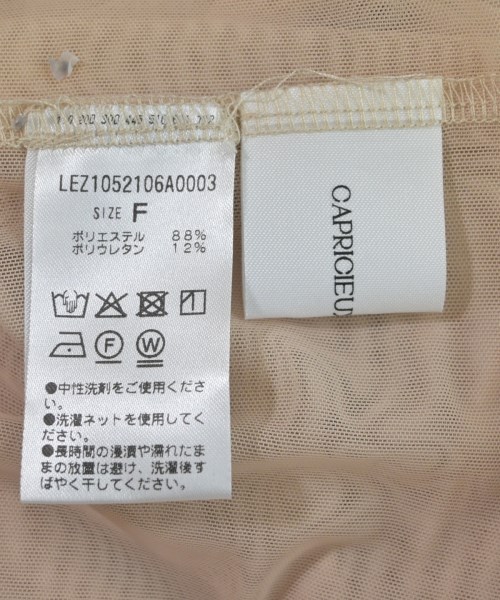 LEZ1052106A0003
SIZE F
ポリエステル 88%
ポリウレタン 12%
F W
●中性洗剤をご使用くださ
い。
●洗濯ネットを使用してく
ださい。
●長時間の浸漬や濡れたま
まの放置は避け、洗濯後す
ばやく干してください。
CAPRICIEU